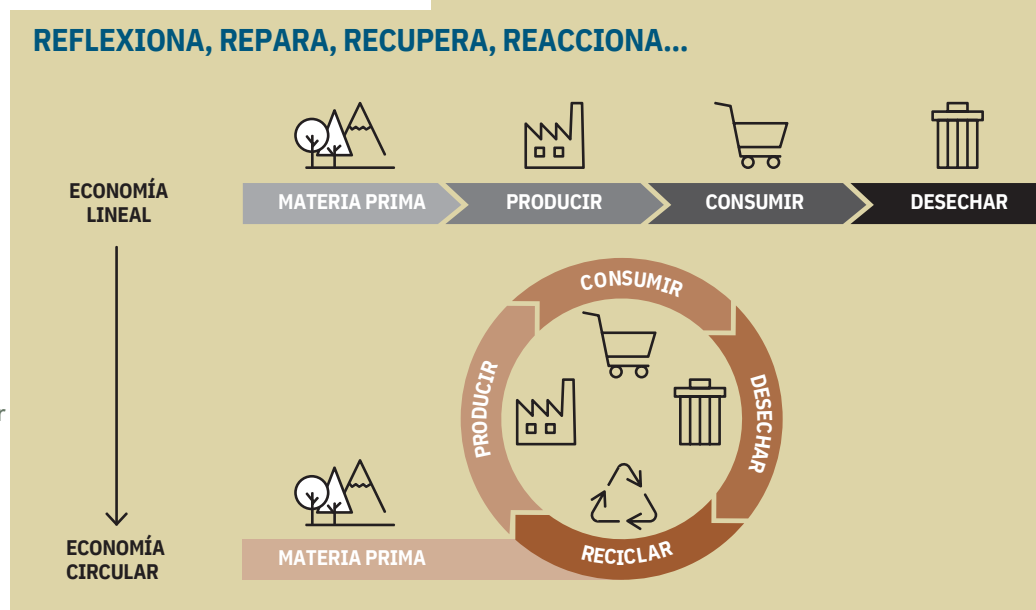 REFLEXIONA, REPARA, RECUPERA, REACCIONA...
ECONOMÍA
LINEAL
MATERIA PRIMA
PRODUCIR
CONSUMIR
DESECHAR
CONSUMIR
PRODUCIR
DESECHAR
r
RECICLAR
ECONOMÍA
CIRCULAR
MATERIA PRIMA